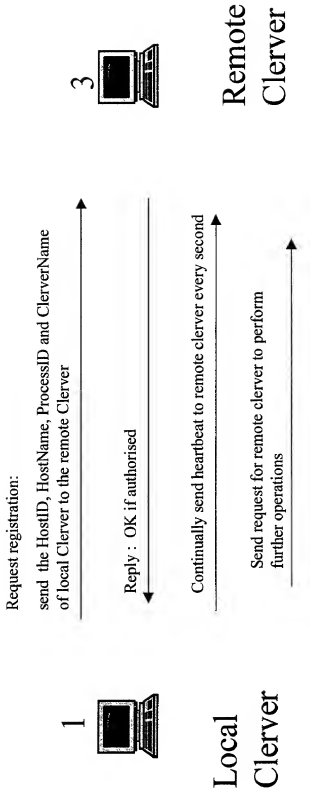 1
Local
Clerver
Request registration:
send the HostID, HostName, ProcessID and ClerverName
of local Clerver to the remote Clerver
Reply : OK if authorised
Continually send heartbeat to remote clerver every second
Send request for remote clerver to perform
further operations
3
Remote
Clerver